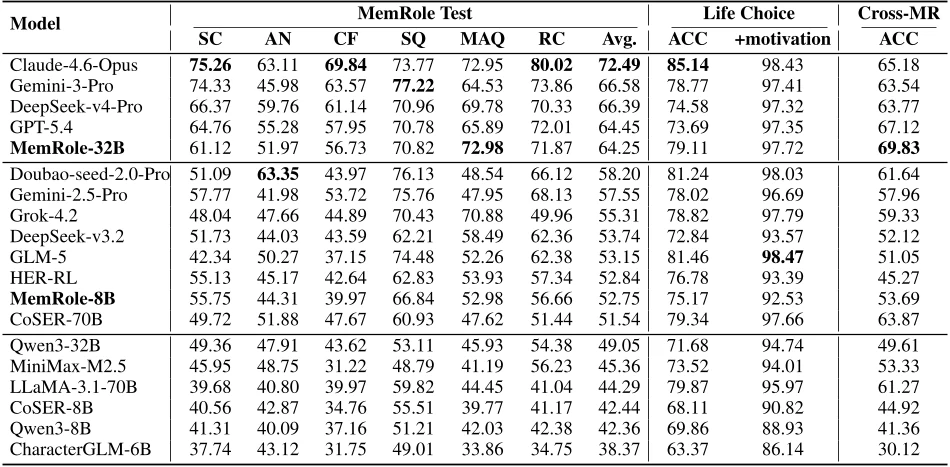 Model MemRole Test Life Choice Cross-MR
SC AN CF SQ MAQ RC Avg. ACC +motivation ACC
Claude-4.6-Opus 75.26 63.11 69.84 73.77 72.95 80.02 72.49 85.14 98.43 65.18
Gemini-3-Pro 74.33 45.98 63.57 77.22 64.53 73.86 66.58 78.77 97.41 63.54
DeepSeek-v4-Pro 66.37 59.76 61.14 70.96 69.78 70.33 66.39 74.58 97.32 63.77
GPT-5.4 64.76 55.28 57.95 70.78 65.89 72.01 64.45 73.69 97.35 67.12
MemRole-32B 61.12 51.97 56.73 70.82 72.98 71.87 64.25 79.11 97.72 69.83
Doubao-seed-2.0-Pro 51.09 63.35 43.97 76.13 48.54 66.12 58.20 81.24 98.03 61.64
Gemini-2.5-Pro 57.77 41.98 53.72 75.76 47.95 68.13 57.55 78.02 96.69 57.96
Grok-4.2 48.04 47.66 44.89 70.43 70.88 49.96 55.31 78.82 97.79 59.33
DeepSeek-v3.2 51.73 44.03 43.59 62.21 58.49 62.36 53.74 72.84 93.57 52.12
GLM-5 42.34 50.27 37.15 74.48 52.26 62.38 53.15 81.46 98.47 51.05
HER-RL 55.13 45.17 42.64 62.83 53.93 57.34 52.84 76.78 93.39 45.27
MemRole-8B 55.75 44.31 39.97 66.84 52.98 56.66 52.75 75.17 92.53 53.69
CoSER-70B 49.72 51.88 47.67 60.93 47.62 51.44 51.54 79.34 97.66 63.87
Qwen3-32B 49.36 47.91 43.62 53.11 45.93 54.38 49.05 71.68 94.74 49.61
MiniMax-M2.5 45.95 48.75 31.22 48.79 41.19 56.23 45.36 73.52 94.01 53.33
LLaMA-3.1-70B 39.68 40.80 39.97 59.82 44.45 41.04 44.29 79.87 95.97 61.27
CoSER-8B 40.56 42.87 34.76 55.51 39.77 41.17 42.44 68.11 90.82 44.92
Qwen3-8B 41.31 40.09 37.16 51.21 42.03 42.38 42.36 69.86 88.93 41.36
CharacterGLM-6B 37.74 43.12 31.75 49.01 33.86 34.75 38.37 63.37 86.14 30.12